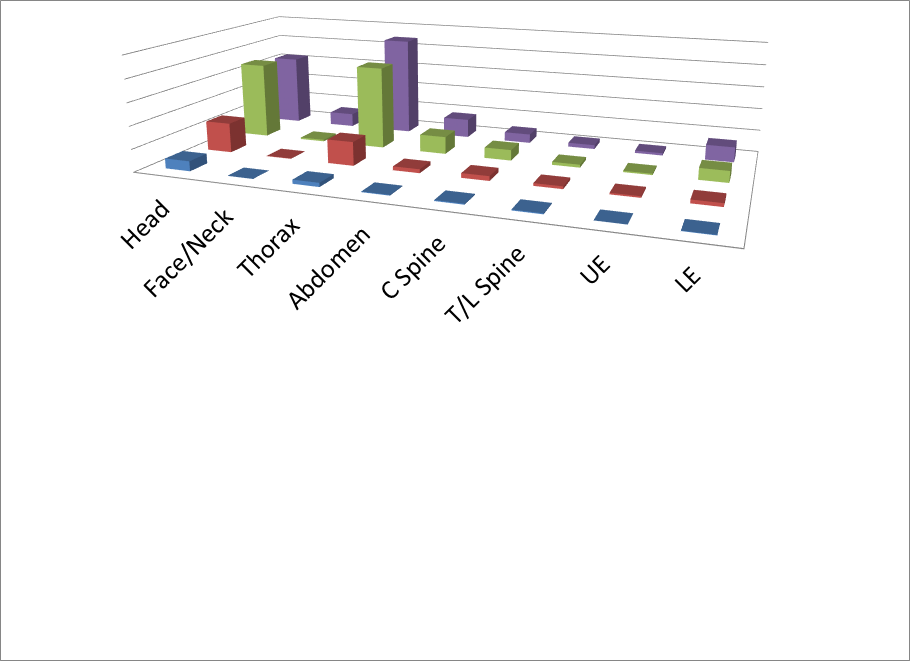 Head
Face/Neck
Thorax
Abdomen
C Spine
T/L Spine
UE
LE